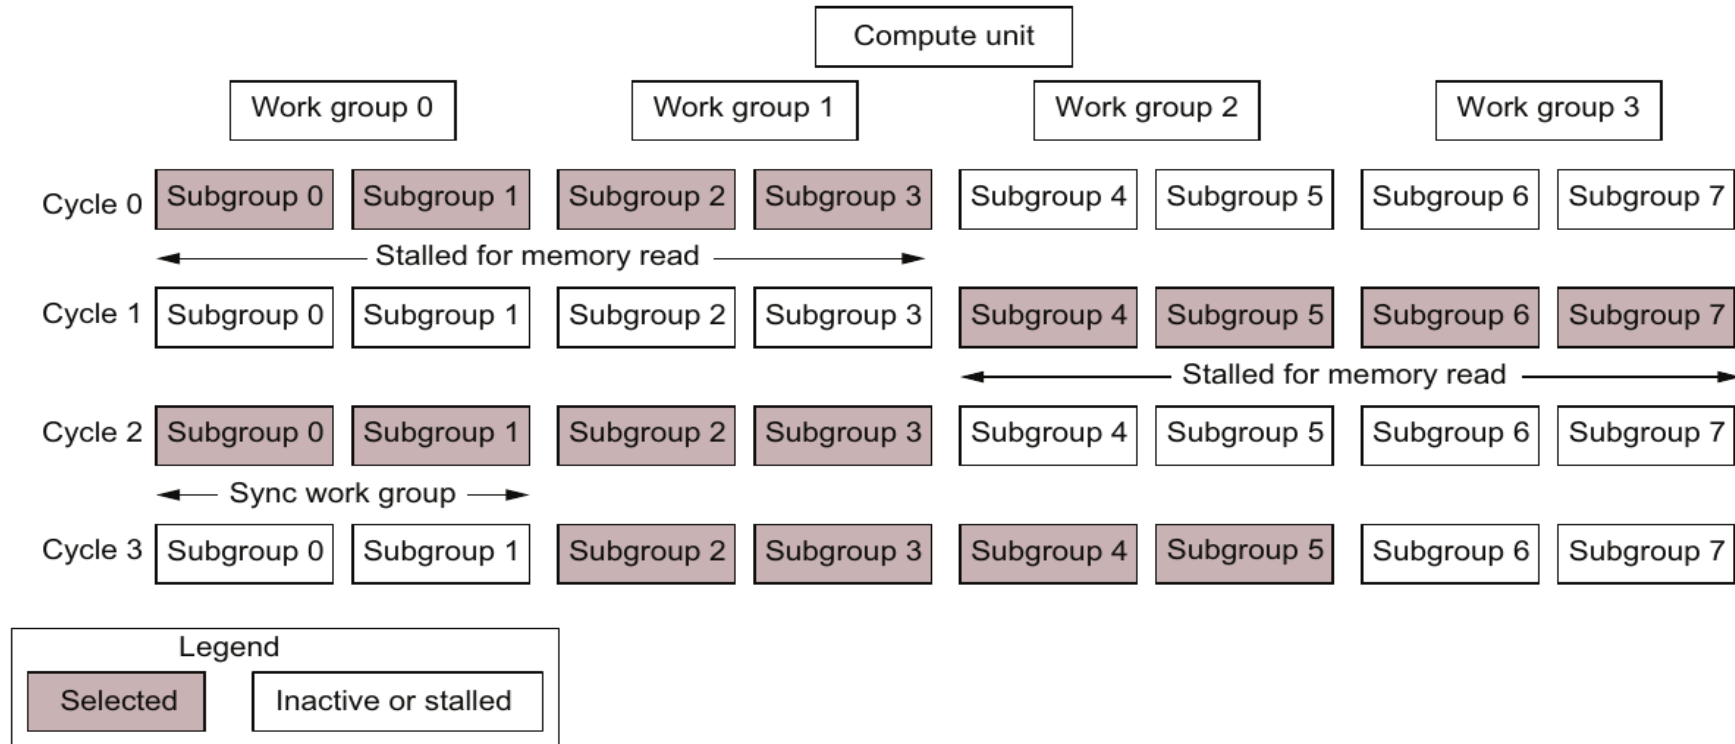 Compute unit
Work group 0 Work group 1 Work group 2 Work group 3
Cycle 0 Subgroup 0 Subgroup 1 Subgroup 2 Subgroup 3 Subgroup 4 Subgroup 5 Subgroup 6 Subgroup 7
Stalled for memory read
Cycle 1 Subgroup 0 Subgroup 1 Subgroup 2 Subgroup 3 Subgroup 4 Subgroup 5 Subgroup 6 Subgroup 7
Stalled for memory read
Cycle 2 Subgroup 0 Subgroup 1 Subgroup 2 Subgroup 3 Subgroup 4 Subgroup 5 Subgroup 6 Subgroup 7
Sync work group
Cycle 3 Subgroup 0 Subgroup 1 Subgroup 2 Subgroup 3 Subgroup 4 Subgroup 5 Subgroup 6 Subgroup 7
Legend
Selected Inactive or stalled